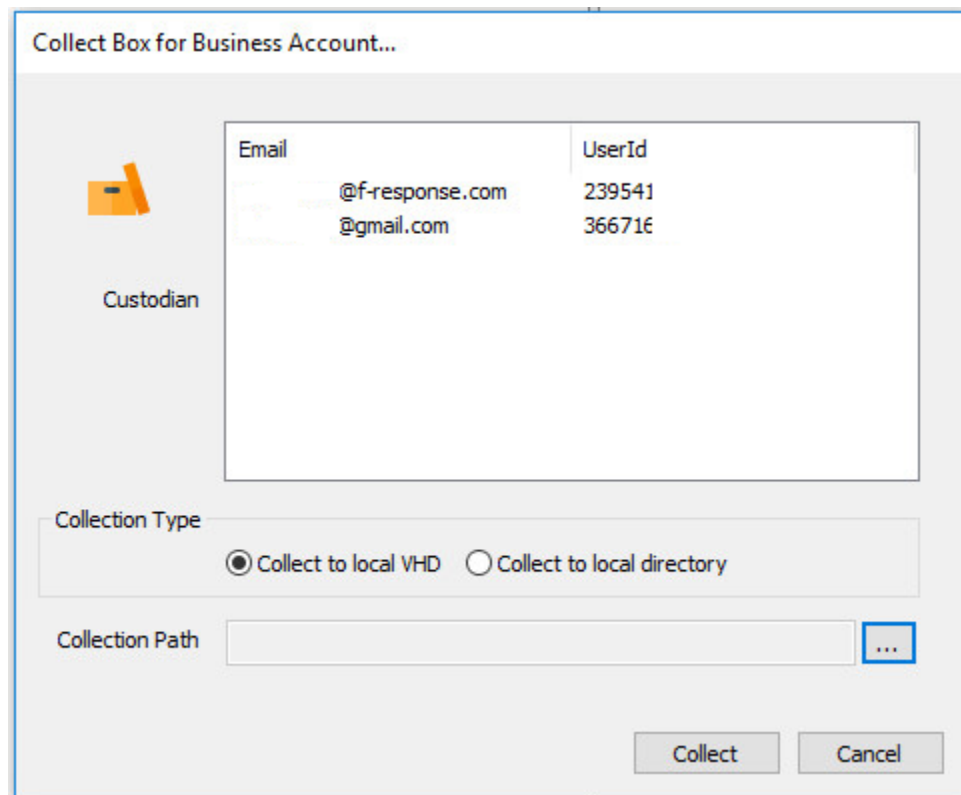 Collect Box for Business Account...
Email UserId
@f-response.com 239541
@gmail.com 366716
Custodian
Collection Type
Collect to local VHD Collect to local directory
Collection Path ...
Collect Cancel